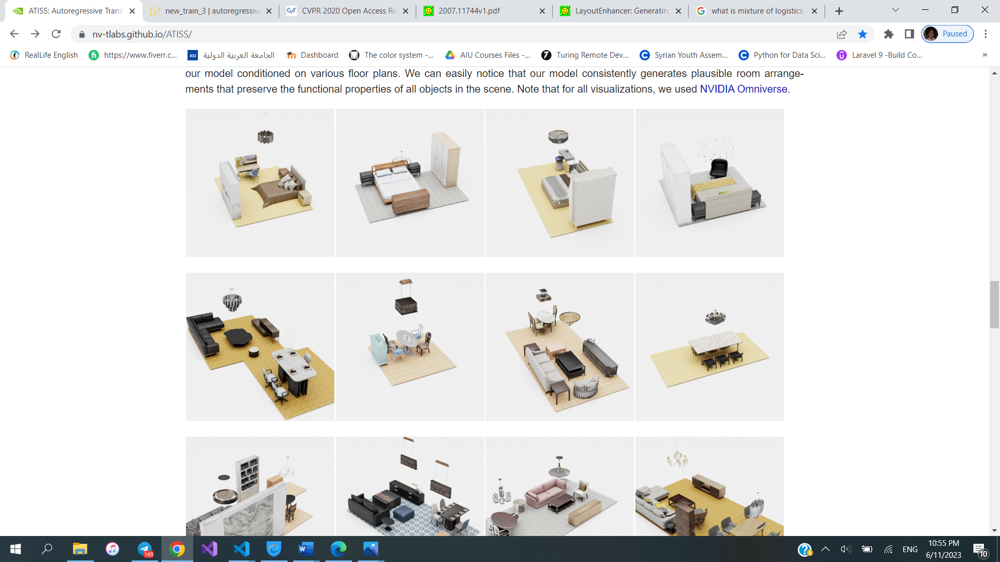 ATISS: Autoregressive Trans
new_train_3 | autoregressive
CVPR 2020 Open Access Re
2007.11744v1.pdf
LayoutEnhancer: Generating
what is mixture of logistics
nv-tlabs.github.io/ATISS/
Paused
RealLife English
https://www.fiverr.c...
AIU
الجامعة العربية الدولية
Dashboard
The color system -...
AIU Courses Files -...
Turing Remote Dev...
Syrian Youth Assem...
Python for Data Sci...
Laravel 9 -Build Co...
»
our model conditioned on various floor plans. We can easily notice that our model consistently generates plausible room arrange-
ments that preserve the functional properties of all objects in the scene. Note that for all visualizations, we used NVIDIA Omniverse.
149
ENG
10:55 PM
6/11/2023
10